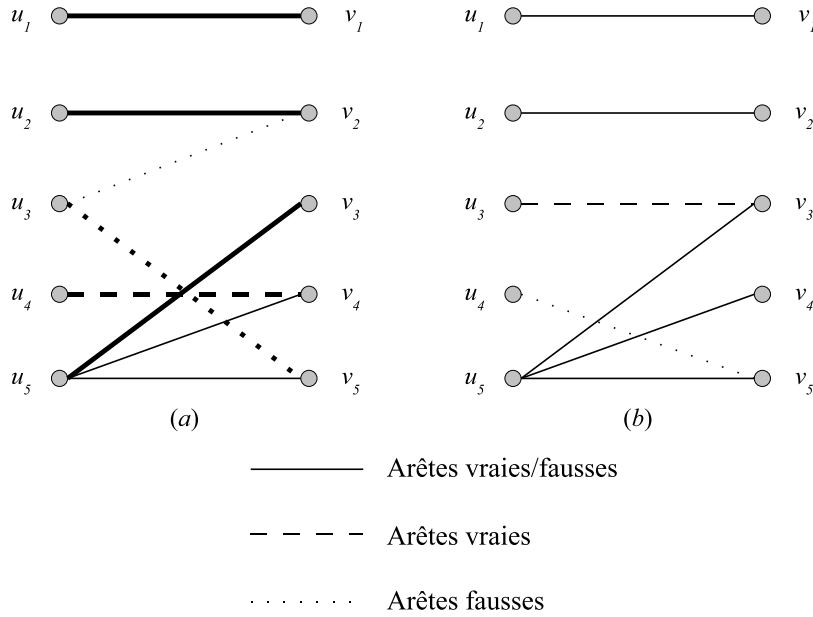 u1 v1 u1 v1
u2 v2 u2 v2
u3 v3 u3 v3
u4 v4 u4 v4
u5 v5 u5 v5
(a) (b)
Arêtes vraies/fausses
Arêtes vraies
Arêtes fausses